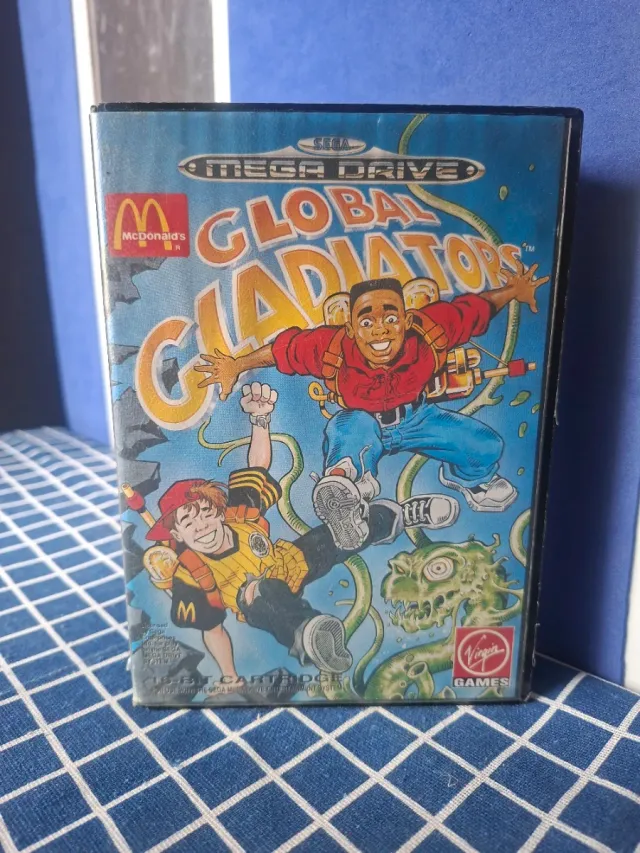 SEGA
MEGA DRIVE
McDonald's
GLOBAL
GLADIATORS
TM
M
16-BIT CARTRIDGE
Virgin
GAMES